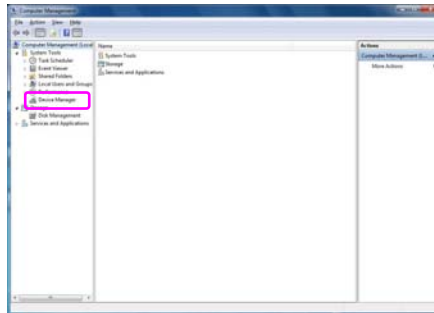 Computer Management
File Action View Help
Computer Management (Local
System Tools
Task Scheduler
Event Viewer
Shared Folders
Local Users and Groups
Device Manager
Storage
Disk Management
Services and Applications
Name
System Tools
Storage
Services and Applications
Actions
Computer Management (L...
More Actions